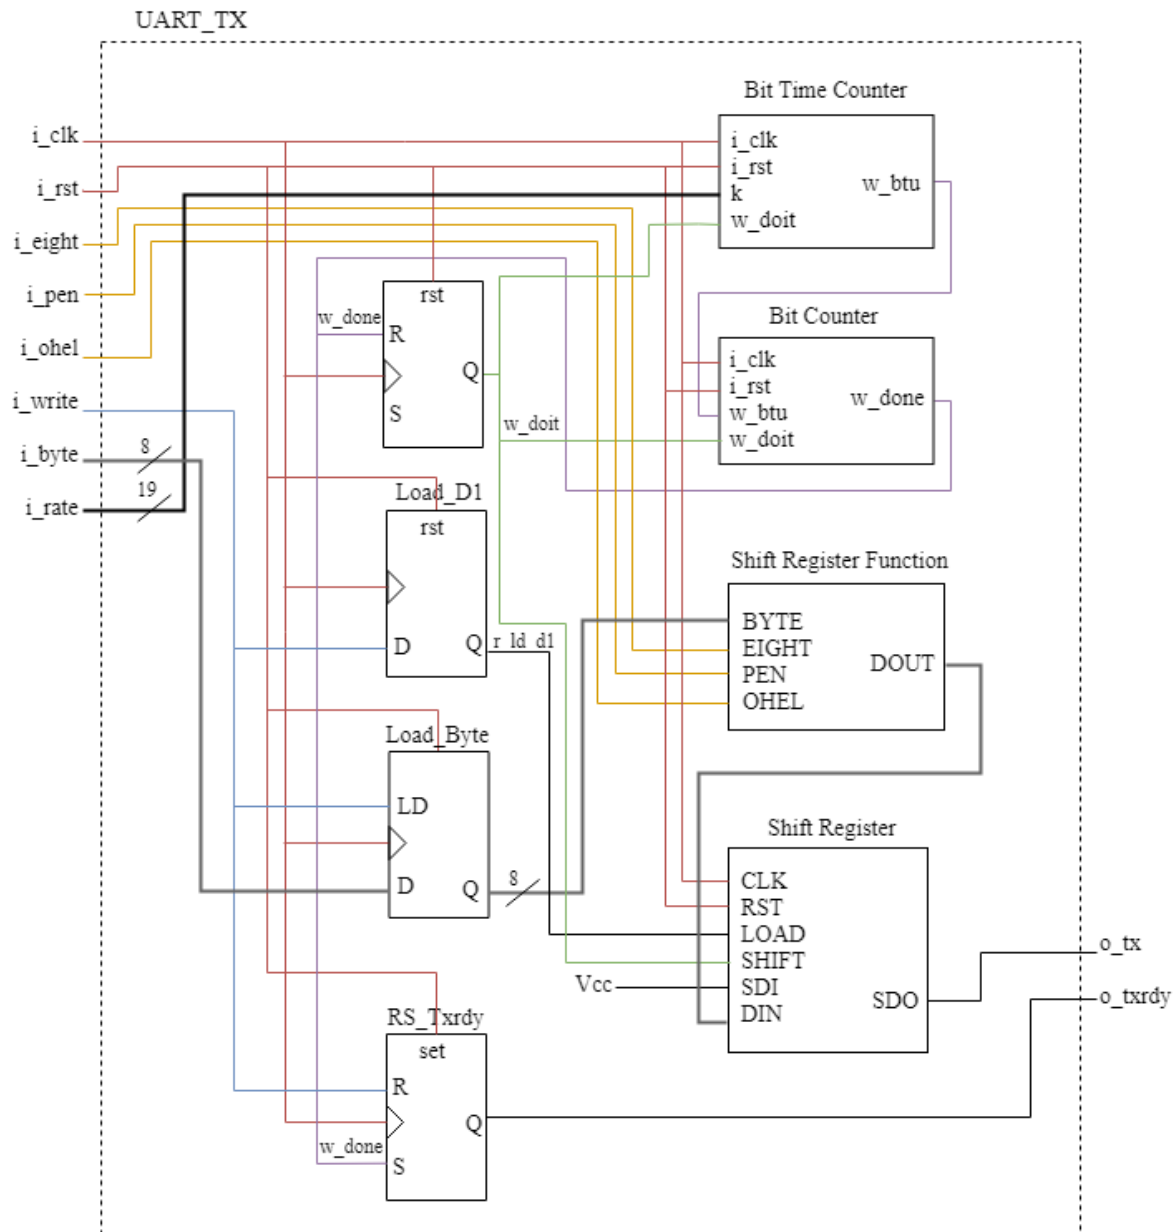 UART_TX
i_clk
i_rst
i_eight
i_pen
i_ohel
i_write
i_byte
8
i_rate
19
Bit Time Counter
i_clk
i_rst
k
w_doit
w_btu
rst
w_done
R
Q
S
w_doit
Bit Counter
i_clk
i_rst
w_btu
w_doit
w_done
Load_D1
rst
D
Q
r_ld_d1
Shift Register Function
BYTE
EIGHT
PEN
OHEL
DOUT
Load_Byte
LD
D
Q
8
Shift Register
CLK
RST
LOAD
SHIFT
SDI
DIN
SDO
Vcc
o_tx
o_txrdy
RS_Txrdy
set
R
Q
w_done
S